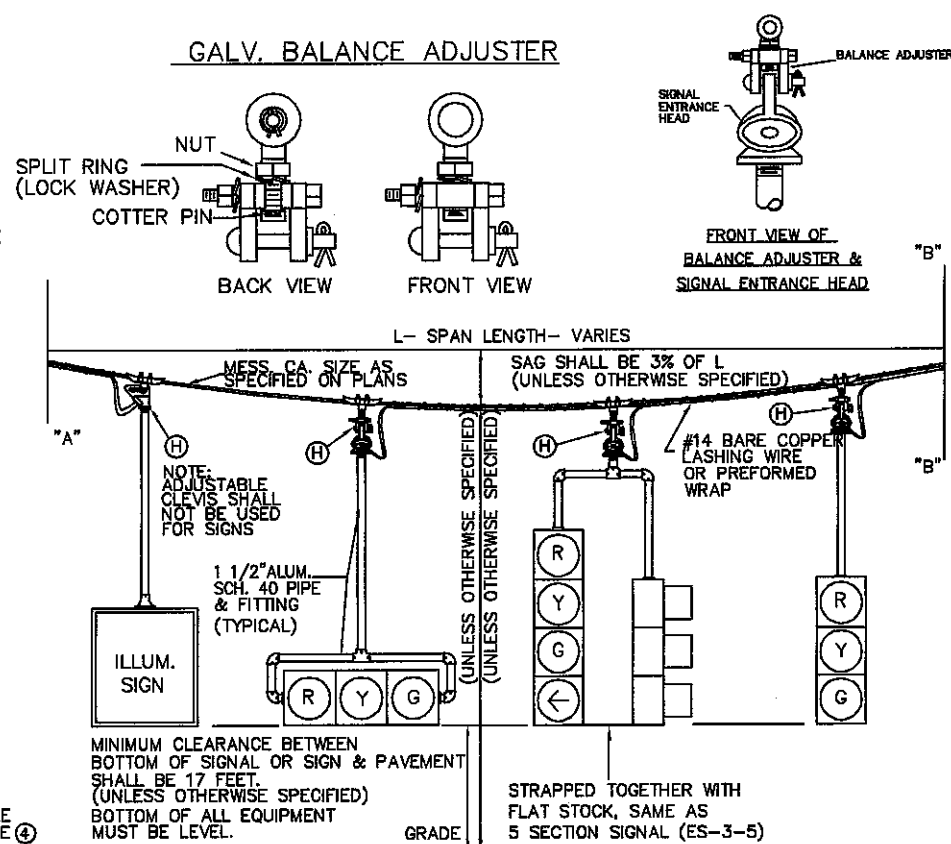 GALV. BALANCE ADJUSTER
NUT
SPLIT RING
(LOCK WASHER)
COTTER PIN
BACK VIEW
FRONT VIEW
BALANCE ADJUSTER
SIGNAL
ENTRANCE
HEAD
FRONT VIEW OF
BALANCE ADJUSTER &
SIGNAL ENTRANCE HEAD
"B"
L- SPAN LENGTH- VARIES
MESS. CA. SIZE AS
SPECIFIED ON PLANS
SAG SHALL BE 3% OF L
(UNLESS OTHERWISE SPECIFIED)
"A"
H
H
H
H
"B"
NOTE:
ADJUSTABLE
CLEVIS SHALL
NOT BE USED
FOR SIGNS
#14 BARE COPPER
LASHING WIRE
OR PREFORMED
WRAP
1 1/2" ALUM.
SCH. 40 PIPE
& FITTING
(TYPICAL)
(UNLESS OTHERWISE SPECIFIED)
(UNLESS OTHERWISE SPECIFIED)
ILLUM.
SIGN
R Y G
R
Y
G
←
R
Y
G
MINIMUM CLEARANCE BETWEEN
BOTTOM OF SIGNAL OR SIGN & PAVEMENT
SHALL BE 17 FEET.
(UNLESS OTHERWISE SPECIFIED)
BOTTOM OF ALL EQUIPMENT
MUST BE LEVEL.
GRADE
STRAPPED TOGETHER WITH
FLAT STOCK, SAME AS
5 SECTION SIGNAL (ES-3-5)
LE
E ④